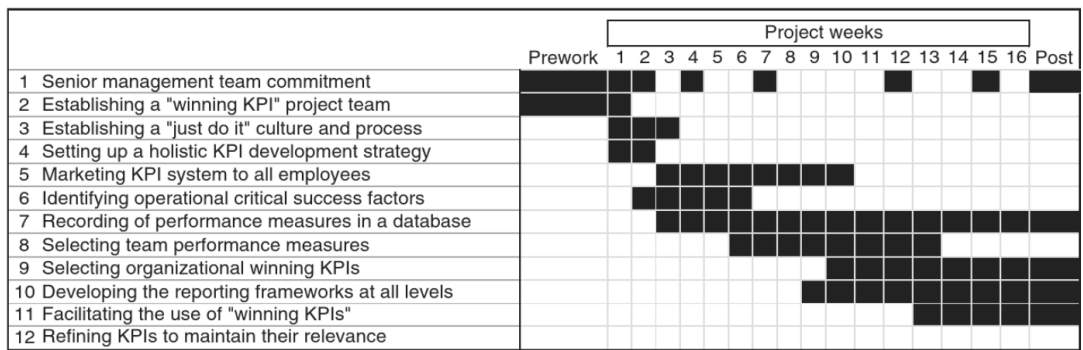 Project weeks
Prework 1 2 3 4 5 6 7 8 9 10 11 12 13 14 15 16 Post
1 Senior management team commitment
2 Establishing a "winning KPI" project team
3 Establishing a "just do it" culture and process
4 Setting up a holistic KPI development strategy
5 Marketing KPI system to all employees
6 Identifying operational critical success factors
7 Recording of performance measures in a database
8 Selecting team performance measures
9 Selecting organizational winning KPIs
10 Developing the reporting frameworks at all levels
11 Facilitating the use of "winning KPIs"
12 Refining KPIs to maintain their relevance